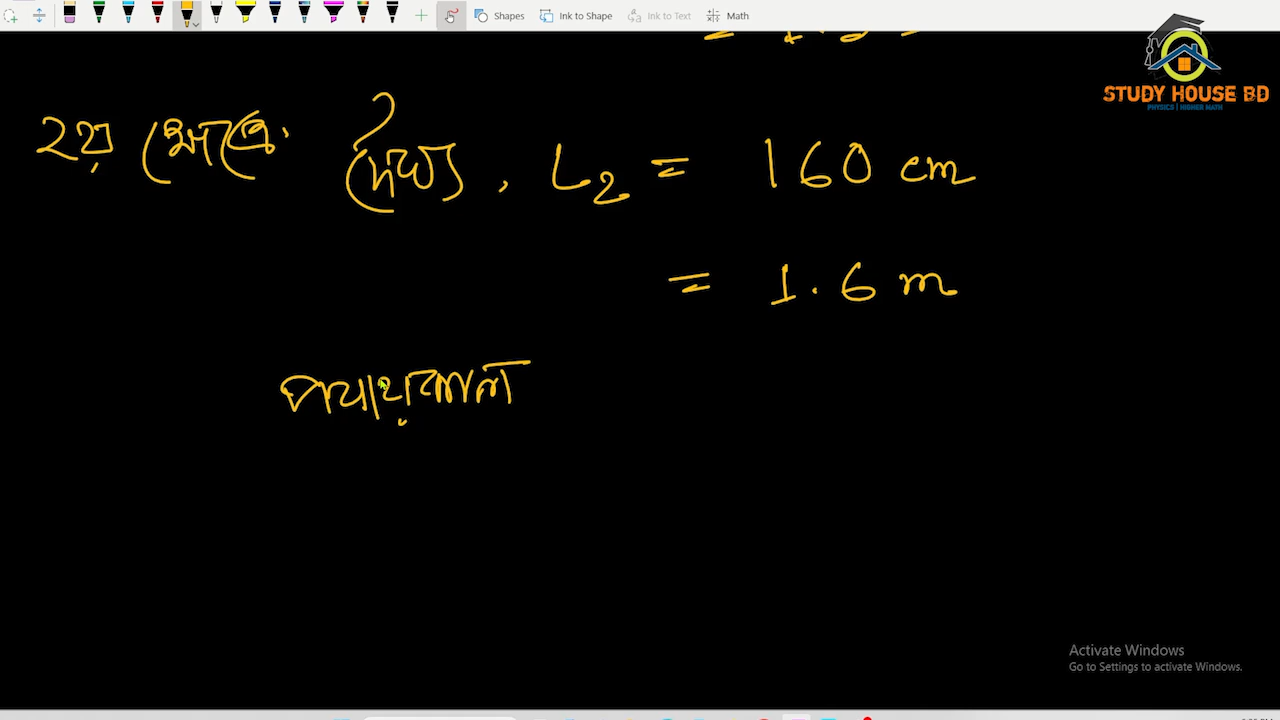 Shapes Ink to Shape Ink to Text Math
STUDY HOUSE BD
PHYSICS | HIGHER MATH
২য় ক্ষেত্রে দৈর্ঘ্য, L₂ = 160 cm
= 1.6 m
দোলনকাল
Activate Windows
Go to Settings to activate Windows.